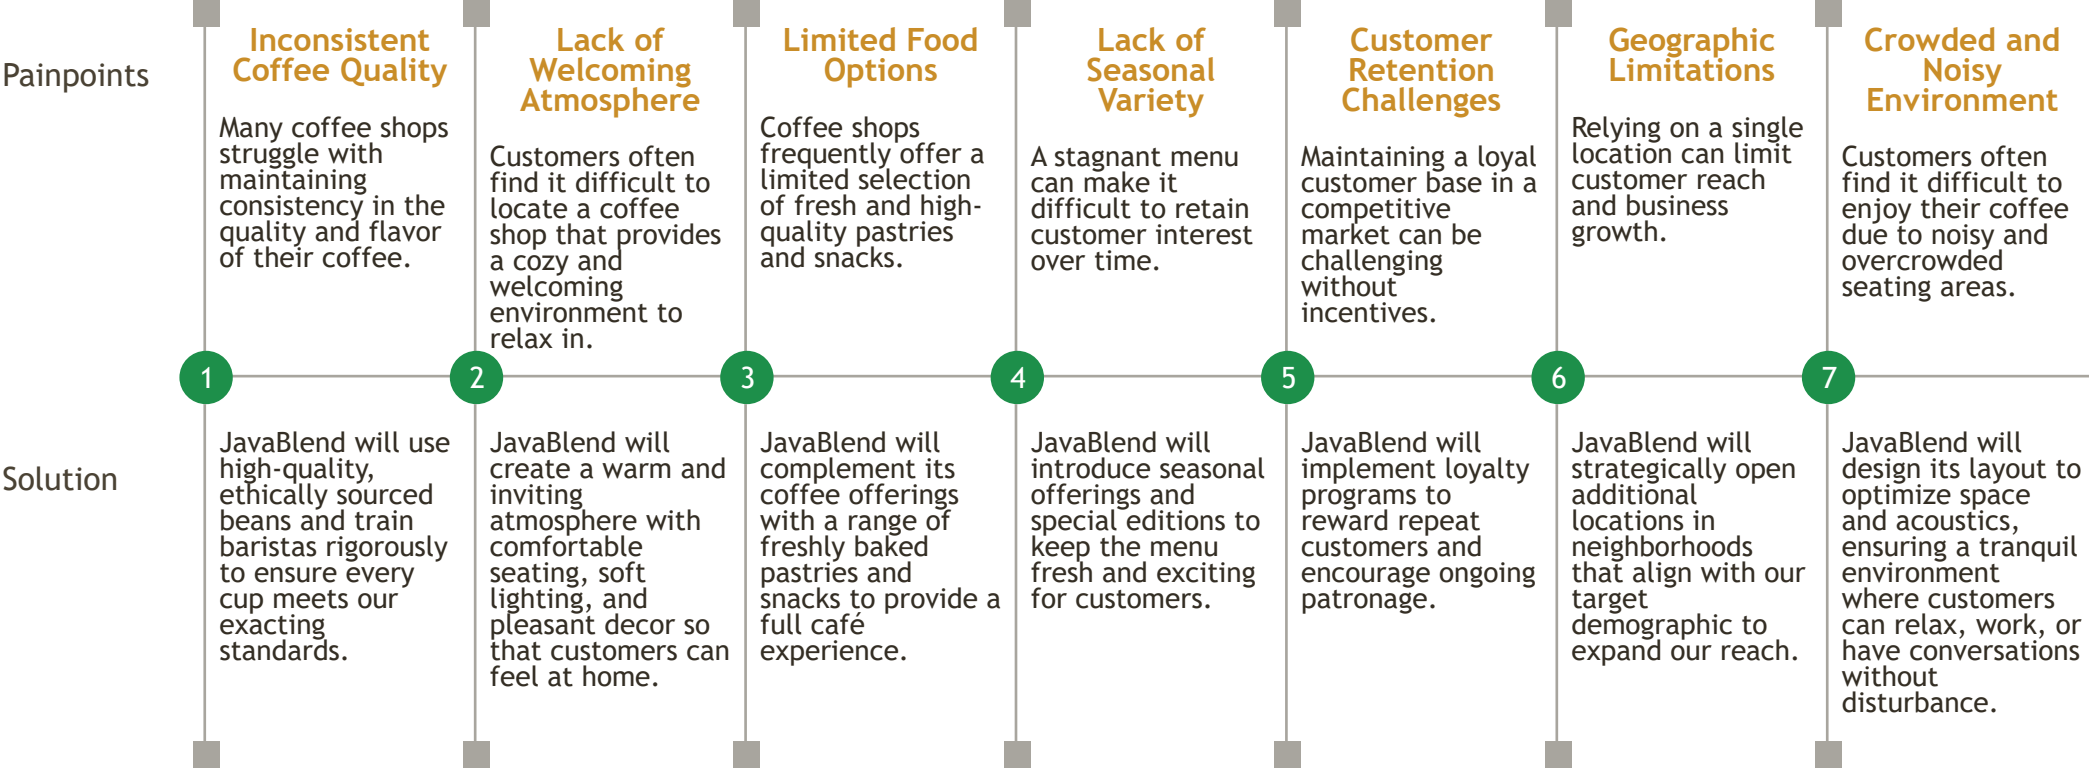 Painpoints
Inconsistent
Coffee Quality
Many coffee shops
struggle with
maintaining
consistency in the
quality and flavor
of their coffee.
Lack of
Welcoming
Atmosphere
Customers often
find it difficult to
locate a coffee
shop that provides
a cozy and
welcoming
environment to
relax in.
Limited Food
Options
Coffee shops
frequently offer a
limited selection
of fresh and high-
quality pastries
and snacks.
Lack of
Seasonal
Variety
A stagnant menu
can make it
difficult to retain
customer interest
over time.
Customer
Retention
Challenges
Maintaining a loyal
customer base in a
competitive
market can be
challenging
without
incentives.
Geographic
Limitations
Relying on a single
location can limit
customer reach
and business
growth.
Crowded and
Noisy
Environment
Customers often
find it difficult to
enjoy their coffee
due to noisy and
overcrowded
seating areas.
1
2
3
4
5
6
7
Solution
JavaBlend will use
high-quality,
ethically sourced
beans and train
baristas rigorously
to ensure every
cup meets our
exacting
standards.
JavaBlend will
create a warm and
inviting
atmosphere with
comfortable
seating, soft
lighting, and
pleasant decor so
that customers can
feel at home.
JavaBlend will
complement its
coffee offerings
with a range of
freshly baked
pastries and
snacks to provide a
full café
experience.
JavaBlend will
introduce seasonal
offerings and
special editions to
keep the menu
fresh and exciting
for customers.
JavaBlend will
implement loyalty
programs to
reward repeat
customers and
encourage ongoing
patronage.
JavaBlend will
strategically open
additional
locations in
neighborhoods
that align with our
target
demographic to
expand our reach.
JavaBlend will
design its layout to
optimize space
and acoustics,
ensuring a tranquil
environment
where customers
can relax, work, or
have conversations
without
disturbance.